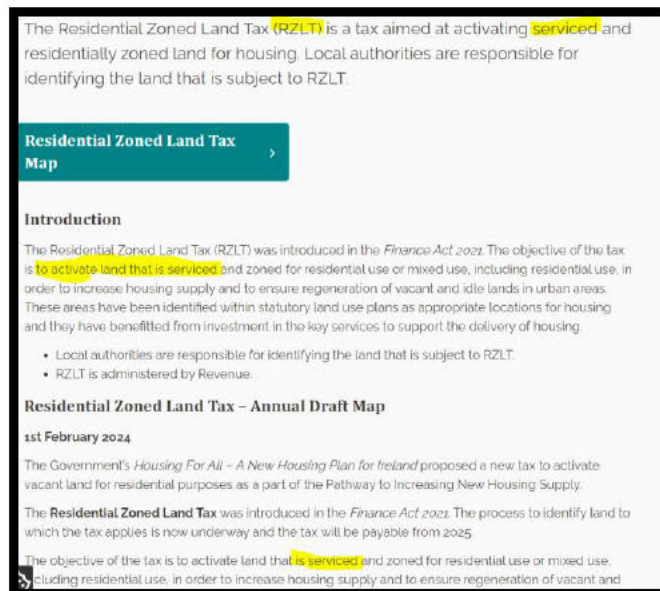 The Residential Zoned Land Tax (RZLT) is a tax aimed at activating serviced and
residentially zoned land for housing. Local authorities are responsible for
identifying the land that is subject to RZLT.
Residential Zoned Land Tax
Map
Introduction
The Residential Zoned Land Tax (RZLT) was introduced in the Finance Act 2021. The objective of the tax
is to activate land that is serviced and zoned for residential use or mixed use, including residential use, in
order to increase housing supply and to ensure regeneration of vacant and idle lands in urban areas.
These areas have been identified within statutory land use plans as appropriate locations for housing
and they have benefitted from investment in the key services to support the delivery of housing.
• Local authorities are responsible for identifying the land that is subject to RZLT.
• RZLT is administered by Revenue.
Residential Zoned Land Tax – Annual Draft Map
1st February 2024
The Government's Housing For All – A New Housing Plan for Ireland proposed a new tax to activate
vacant land for residential purposes as a part of the Pathway to Increasing New Housing Supply.
The Residential Zoned Land Tax was introduced in the Finance Act 2021. The process to identify land to
which the tax applies is now underway and the tax will be payable from 2025.
The objective of the tax is to activate land that is serviced and zoned for residential use or mixed use,
including residential use, in order to increase housing supply and to ensure regeneration of vacant and